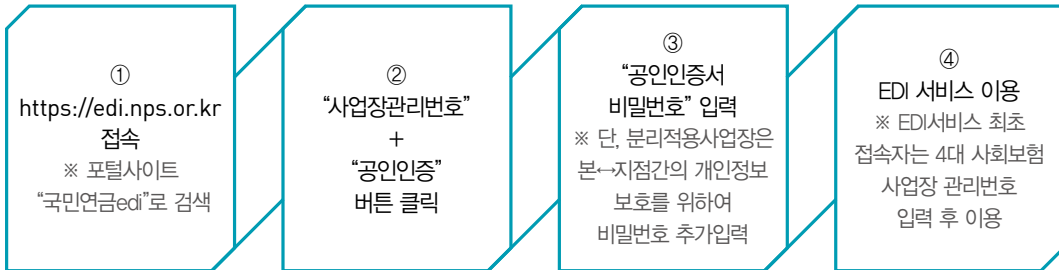 ①
https://edi.nps.or.kr
접속
※ 포털사이트
“국민연금edi”로 검색
②
“사업장관리번호”
+
“공인인증”
버튼 클릭
③
“공인인증서
비밀번호” 입력
※ 단, 분리적용사업장은
본↔지점간의 개인정보
보호를 위하여
비밀번호 추가입력
④
EDI 서비스 이용
※ EDI서비스 최초
접속자는 4대 사회보험
사업장 관리번호
입력 후 이용